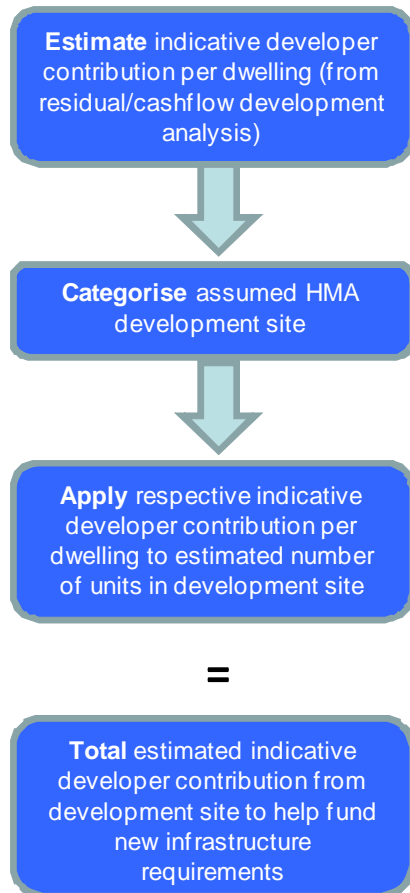 Estimate indicative developer
contribution per dwelling (from
residual/cashflow development
analysis)
Categorise assumed HMA
development site
Apply respective indicative
developer contribution per
dwelling to estimated number
of units in development site
=
Total estimated indicative
developer contribution from
development site to help fund
new infrastructure
requirements